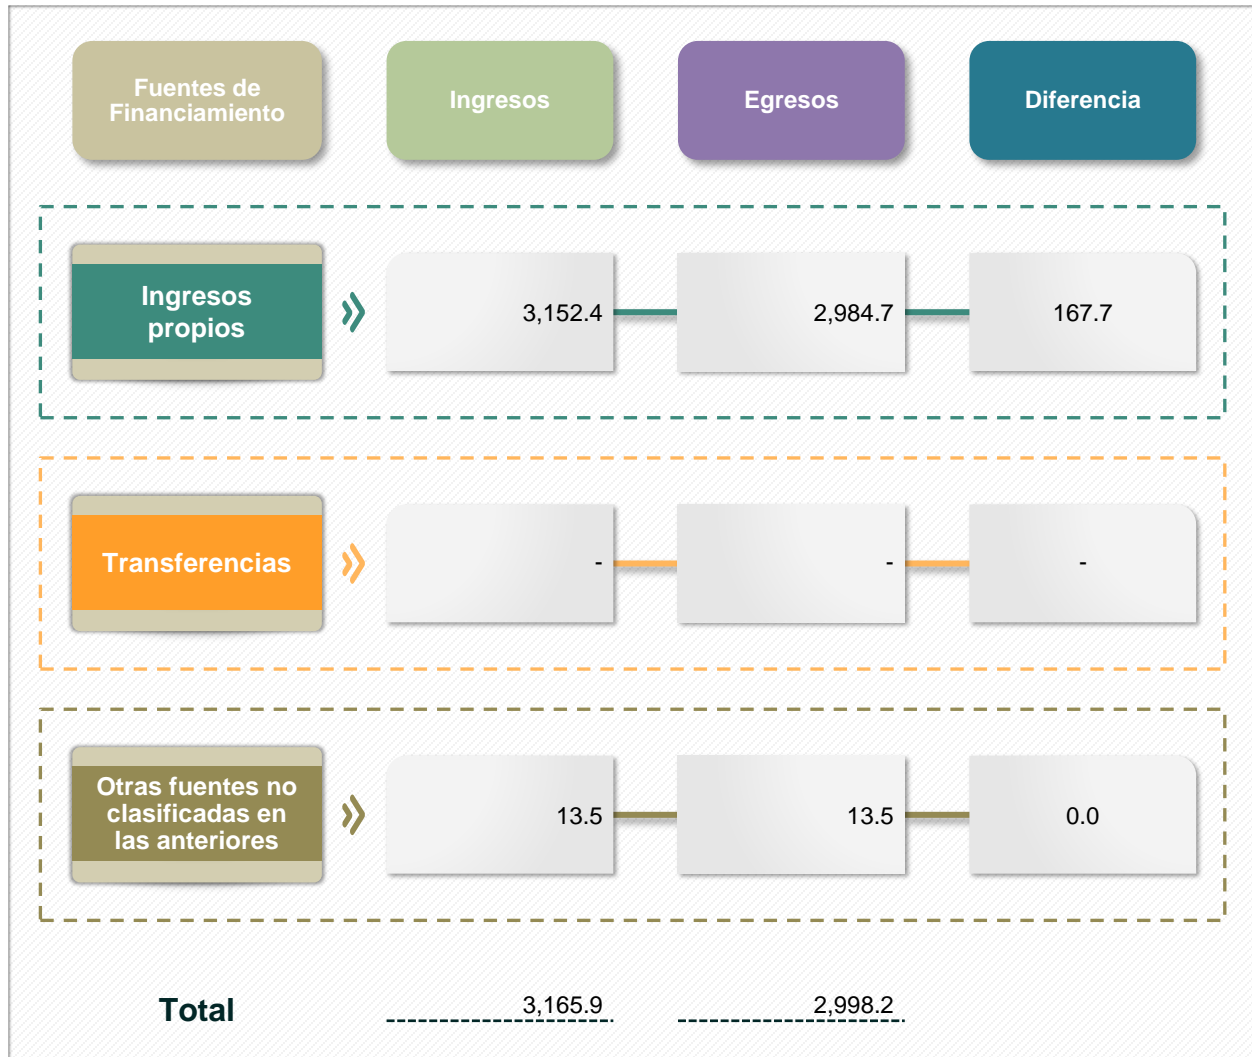 Fuentes de
Financiamiento
Ingresos
Egresos
Diferencia
Ingresos
propios
3,152.4
2,984.7
167.7
Transferencias
-
-
-
Otras fuentes no
clasificadas en
las anteriores
13.5
13.5
0.0
Total
3,165.9
2,998.2